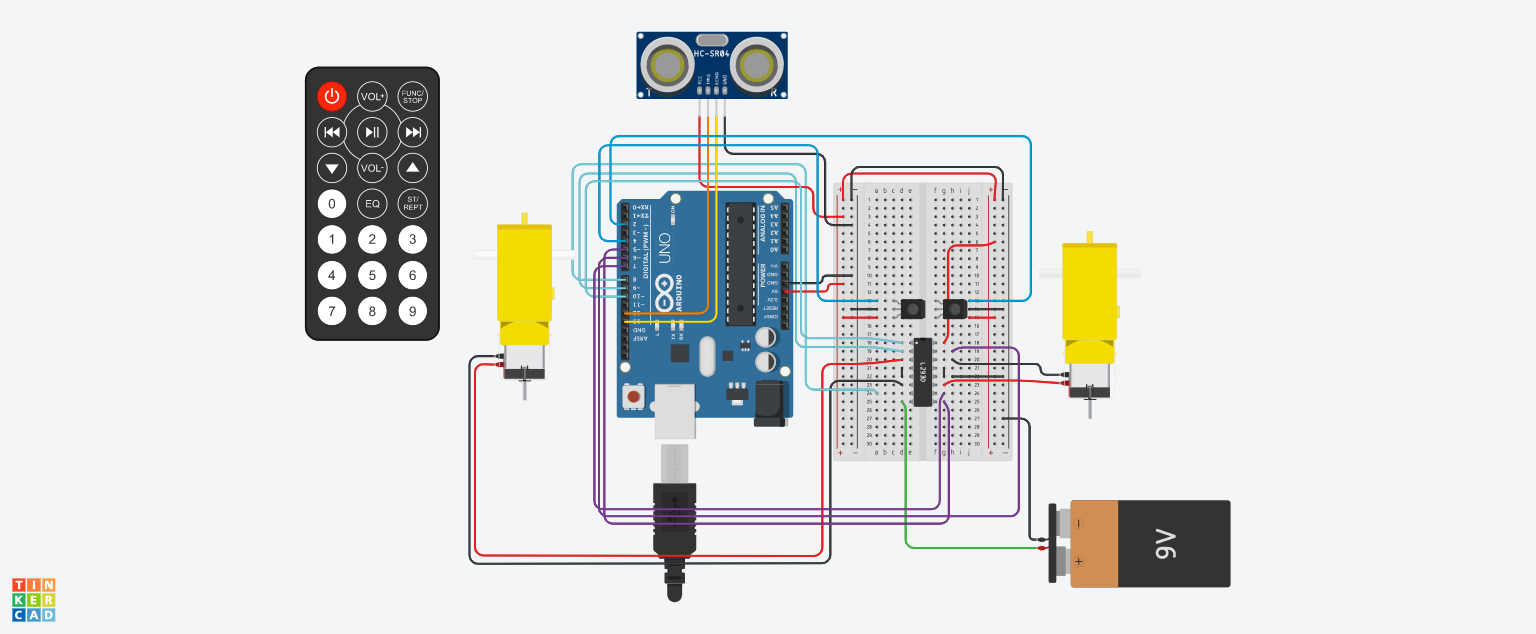 HC-SR04
VCC
TRIG
ECHO
GND
T
R
VOL+
FUNC/
STOP
VOL-
0
EQ
ST/
REPT
1
2
3
4
5
6
7
8
9
RX←0
TX→1
2
~3
4
~5
~6
7
8
~9
~10
~11
12
13
GND
AREF
DIGITAL (PWM~)
ON
UNO
ARDUINO
L
TX
RX
ANALOG IN
A5
A4
A3
A2
A1
A0
POWER
Vin
GND
GND
5V
3.3V
RESET
IOREF
a b c d e
f g h i j
L293D
+
-
9V
TIN
KER
CAD